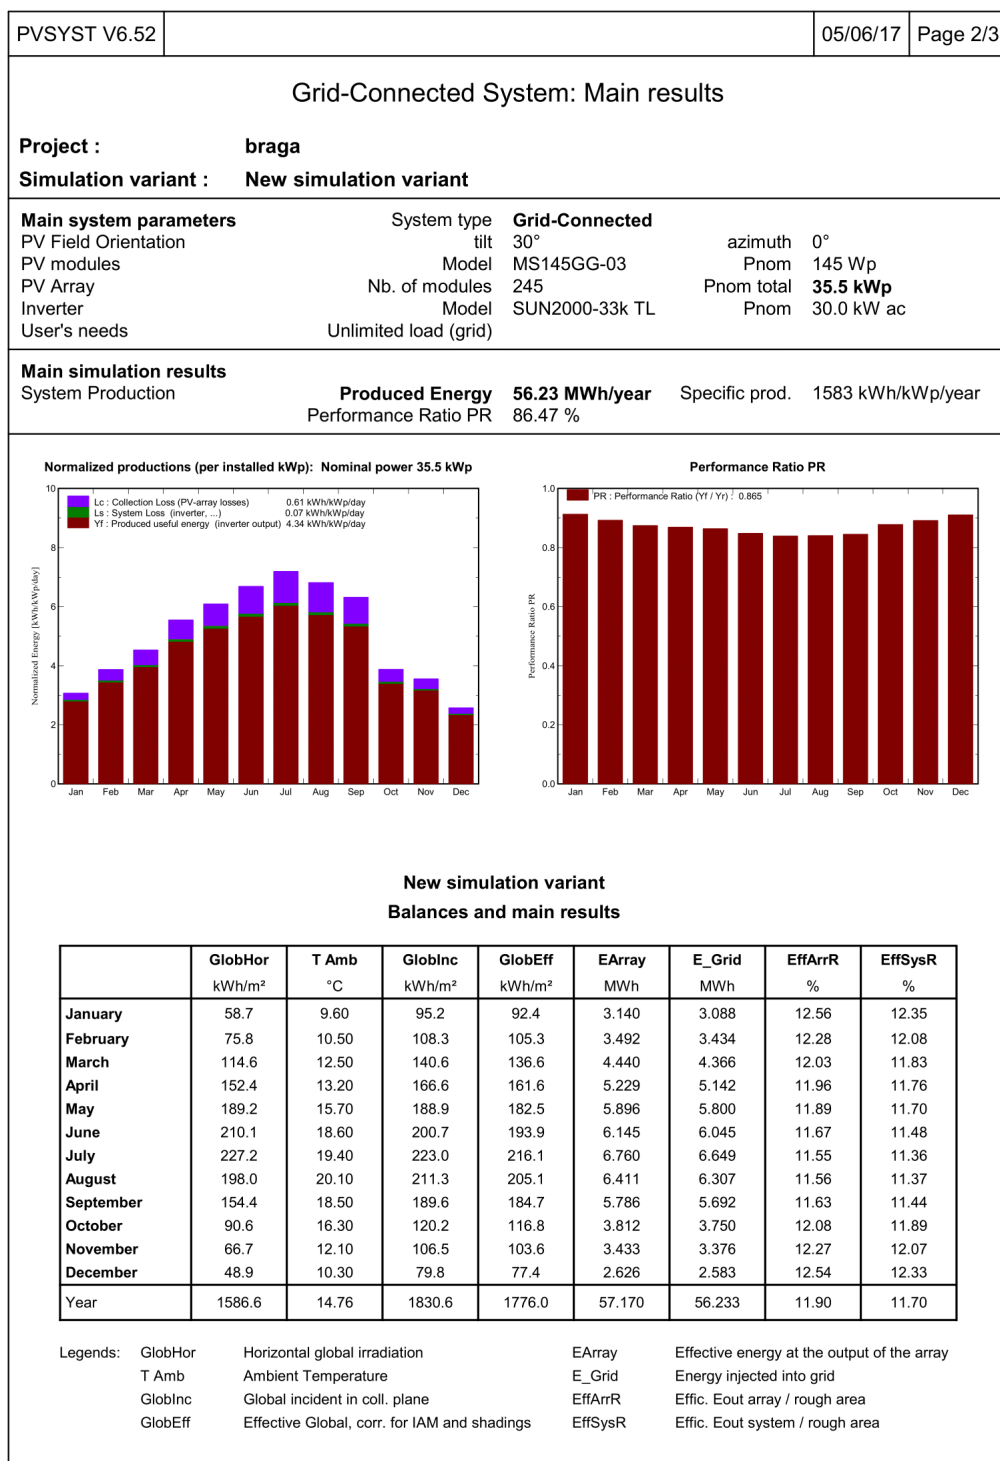 PVSYST V6.52 05/06/17 Page 2/3
Grid-Connected System: Main results
Project : braga
Simulation variant : New simulation variant
Main system parameters System type Grid-Connected
PV Field Orientation tilt 30° azimuth 0°
PV modules Model MS145GG-03 Pnom 145 Wp
PV Array Nb. of modules 245 Pnom total 35.5 kWp
Inverter Model SUN2000-33k TL Pnom 30.0 kW ac
User's needs Unlimited load (grid)
Main simulation results
System Production Produced Energy 56.23 MWh/year Specific prod. 1583 kWh/kWp/year
Performance Ratio PR 86.47 %
Normalized productions (per installed kWp): Nominal power 35.5 kWp
Lc : Collection Loss (PV-array losses) 0.61 kWh/kWp/day
Ls : System Loss (inverter, ...) 0.07 kWh/kWp/day
Yf : Produced useful energy (inverter output) 4.34 kWh/kWp/day
Normalized Energy [kWh/kWp/day]
10
8
6
4
2
0
Jan Feb Mar Apr May Jun Jul Aug Sep Oct Nov Dec
Performance Ratio PR
PR : Performance Ratio (Yf / Yr) : 0.865
Performance Ratio PR
1.0
0.8
0.6
0.4
0.2
0.0
Jan Feb Mar Apr May Jun Jul Aug Sep Oct Nov Dec
New simulation variant
Balances and main results
GlobHor T Amb GlobInc GlobEff EArray E_Grid EffArrR EffSysR
kWh/m² °C kWh/m² kWh/m² MWh MWh % %
January 58.7 9.60 95.2 92.4 3.140 3.088 12.56 12.35
February 75.8 10.50 108.3 105.3 3.492 3.434 12.28 12.08
March 114.6 12.50 140.6 136.6 4.440 4.366 12.03 11.83
April 152.4 13.20 166.6 161.6 5.229 5.142 11.96 11.76
May 189.2 15.70 188.9 182.5 5.896 5.800 11.89 11.70
June 210.1 18.60 200.7 193.9 6.145 6.045 11.67 11.48
July 227.2 19.40 223.0 216.1 6.760 6.649 11.55 11.36
August 198.0 20.10 211.3 205.1 6.411 6.307 11.56 11.37
September 154.4 18.50 189.6 184.7 5.786 5.692 11.63 11.44
October 90.6 16.30 120.2 116.8 3.812 3.750 12.08 11.89
November 66.7 12.10 106.5 103.6 3.433 3.376 12.27 12.07
December 48.9 10.30 79.8 77.4 2.626 2.583 12.54 12.33
Year 1586.6 14.76 1830.6 1776.0 57.170 56.233 11.90 11.70
Legends: GlobHor Horizontal global irradiation EArray Effective energy at the output of the array
T Amb Ambient Temperature E_Grid Energy injected into grid
GlobInc Global incident in coll. plane EffArrR Effic. Eout array / rough area
GlobEff Effective Global, corr. for IAM and shadings EffSysR Effic. Eout system / rough area